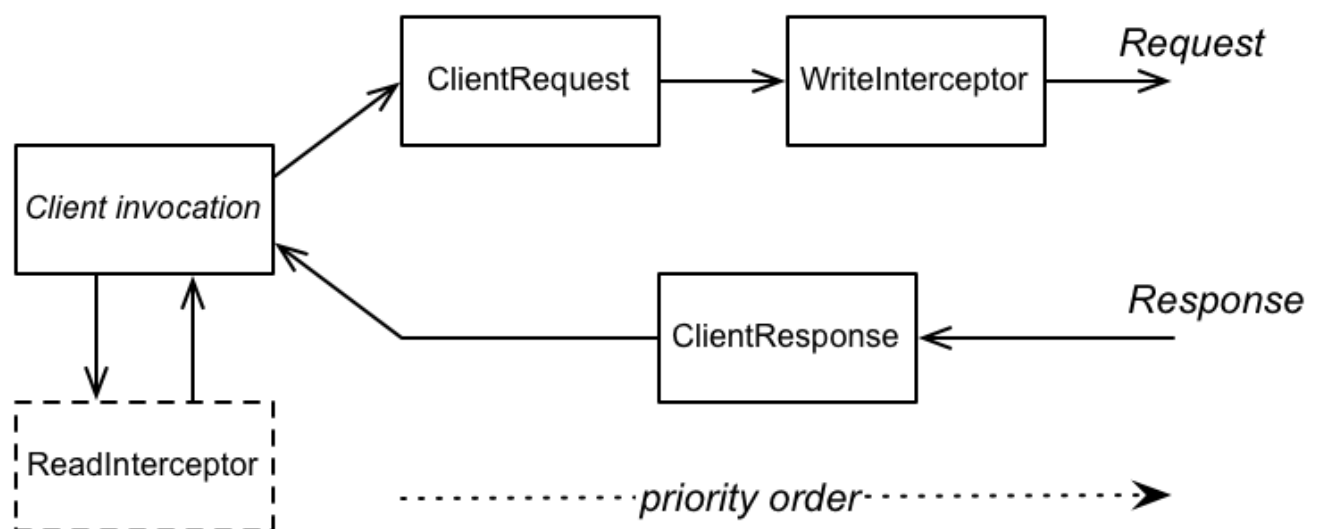 Request
ClientRequest
WriteInterceptor
Client invocation
Response
ClientResponse
ReadInterceptor
priority order